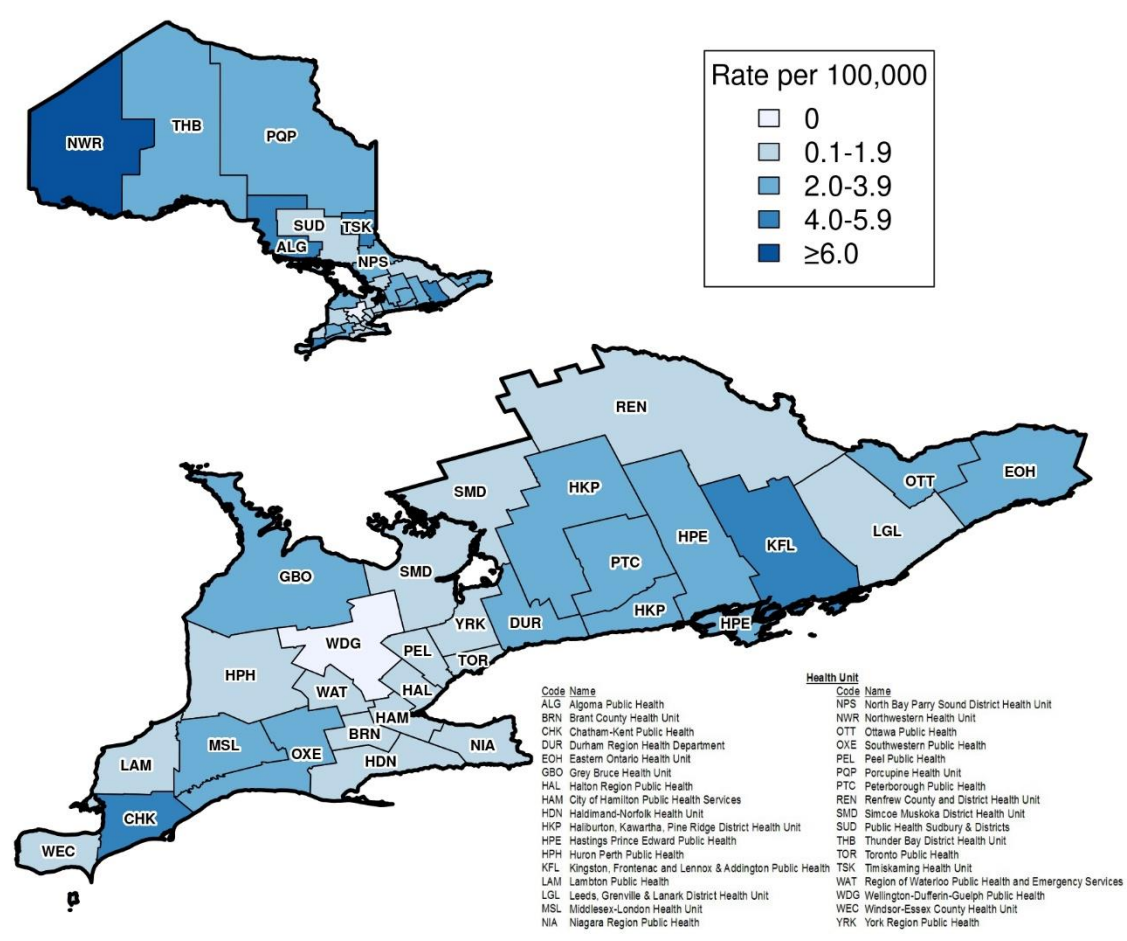 Rate per 100,000
0
0.1-1.9
2.0-3.9
4.0-5.9
≥6.0
NWR
THB
PQP
SUD
TSK
ALG
NPS
REN
SMD
HKP
OTT
EOH
LGL
HPE
KFL
PTC
GBO
SMD
HKP
HPE
YRK
DUR
WDG
PEL
TOR
HPH
WAT
HAL
HAM
BRN
MSL
OXE
NIA
HDN
LAM
CHK
WEC
Health Unit
Code Name
ALG Algoma Public Health
BRN Brant County Health Unit
CHK Chatham-Kent Public Health
DUR Durham Region Health Department
EOH Eastern Ontario Health Unit
GBO Grey Bruce Health Unit
HAL Halton Region Public Health
HAM City of Hamilton Public Health Services
HDN Haldimand-Norfolk Health Unit
HKP Haliburton, Kawartha, Pine Ridge District Health Unit
HPE Hastings Prince Edward Public Health
HPH Huron Perth Public Health
KFL Kingston, Frontenac and Lennox & Addington Public Health
LAM Lambton Public Health
LGL Leeds, Grenville & Lanark District Health Unit
MSL Middlesex-London Health Unit
NIA Niagara Region Public Health
Code Name
NPS North Bay Parry Sound District Health Unit
NWR Northwestern Health Unit
OTT Ottawa Public Health
OXE Southwestern Public Health
PEL Peel Public Health
PQP Porcupine Health Unit
PTC Peterborough Public Health
REN Renfrew County and District Health Unit
SMD Simcoe Muskoka District Health Unit
SUD Public Health Sudbury & Districts
THB Thunder Bay District Health Unit
TOR Toronto Public Health
TSK Timiskaming Health Unit
WAT Region of Waterloo Public Health and Emergency Services
WDG Wellington-Dufferin-Guelph Public Health
WEC Windsor-Essex County Health Unit
YRK York Region Public Health